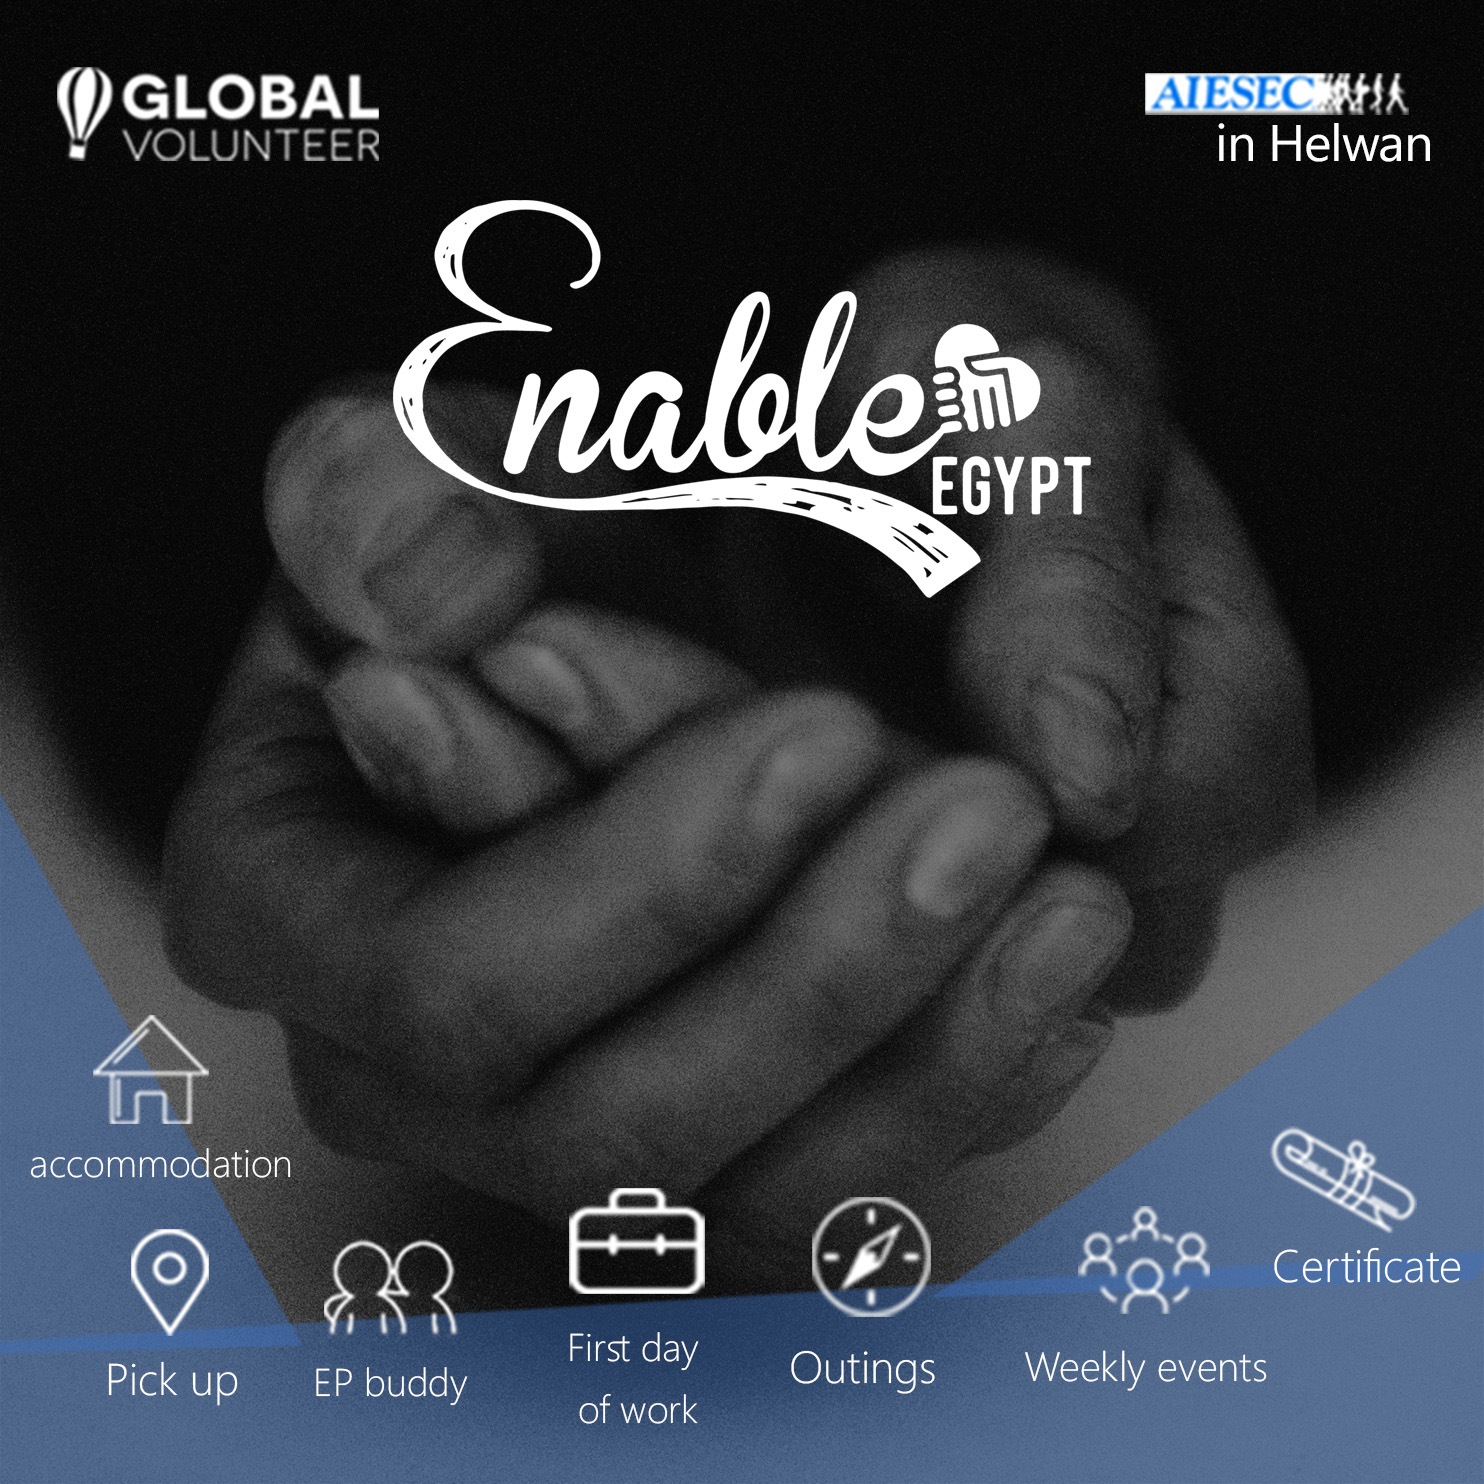 GLOBAL
VOLUNTEER
AIESEC
in Helwan
Enable
EGYPT
accommodation
Pick up
EP buddy
First day
of work
Outings
Weekly events
Certificate